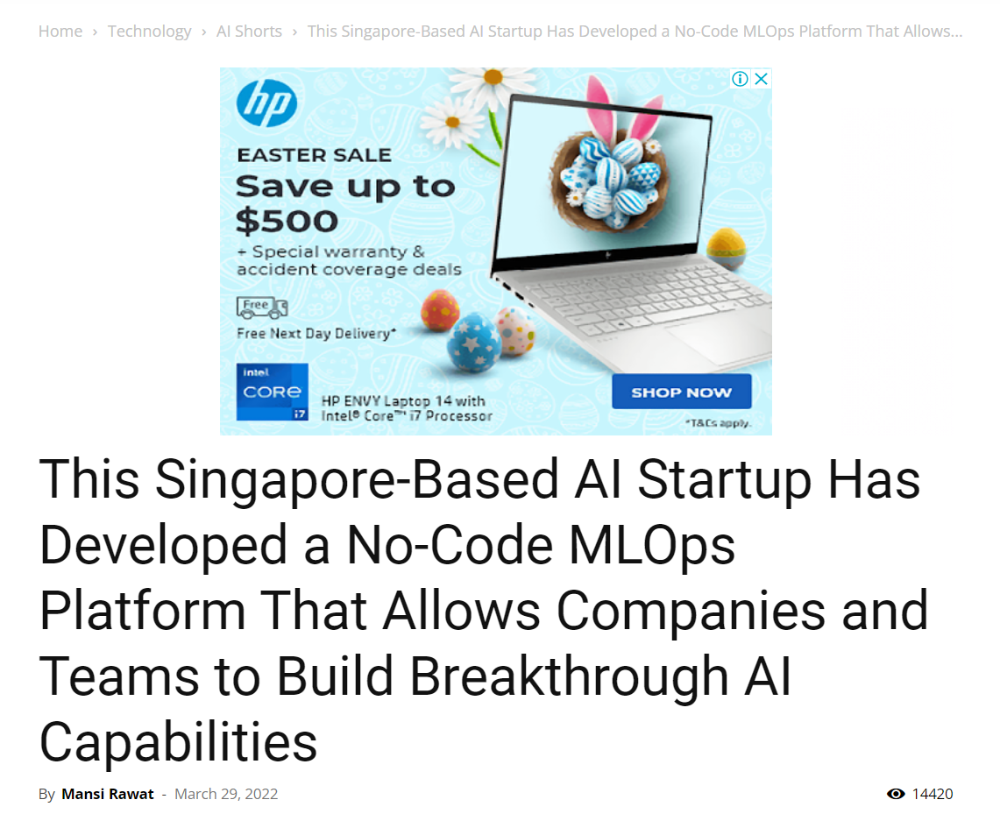 Home › Technology › AI Shorts › This Singapore-Based AI Startup Has Developed a No-Code MLOps Platform That Allows...
hp
EASTER SALE
Save up to
$500
+ Special warranty &
accident coverage deals
Free
Free Next Day Delivery*
intel
CORE
i7
HP ENVY Laptop 14 with
Intel® Core™ i7 Processor
SHOP NOW
*T&Cs apply.
This Singapore-Based AI Startup Has
Developed a No-Code MLOps
Platform That Allows Companies and
Teams to Build Breakthrough AI
Capabilities
By Mansi Rawat - March 29, 2022
14420